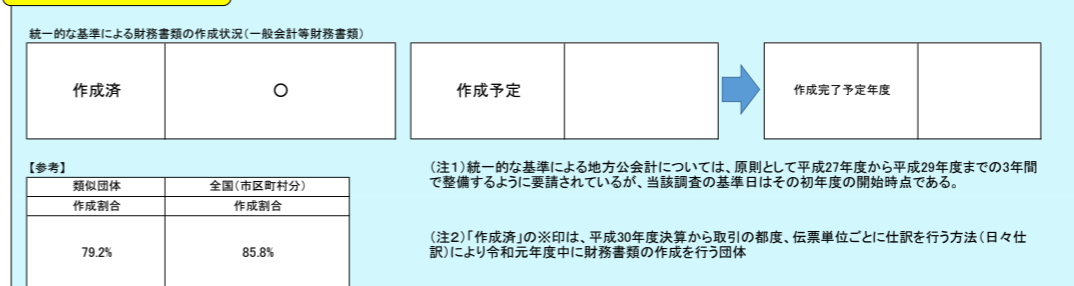 統一的な基準による財務書類の作成状況（一般会計等財務書類）
作成済 ○ 作成予定 作成完了予定年度
【参考】
類似団体 全国（市区町村分）
作成割合 作成割合
79.2% 85.8%
（注１）統一的な基準による地方公会計については、原則として平成27年度から平成29年度までの3年間
で整備するように要請されているが、当該調査の基準日はその初年度の開始時点である。
（注２）「作成済」の※印は、平成30年度決算から取引の都度、伝票単位ごとに仕訳を行う方法（日々仕
訳）により令和元年度中に財務書類の作成を行う団体